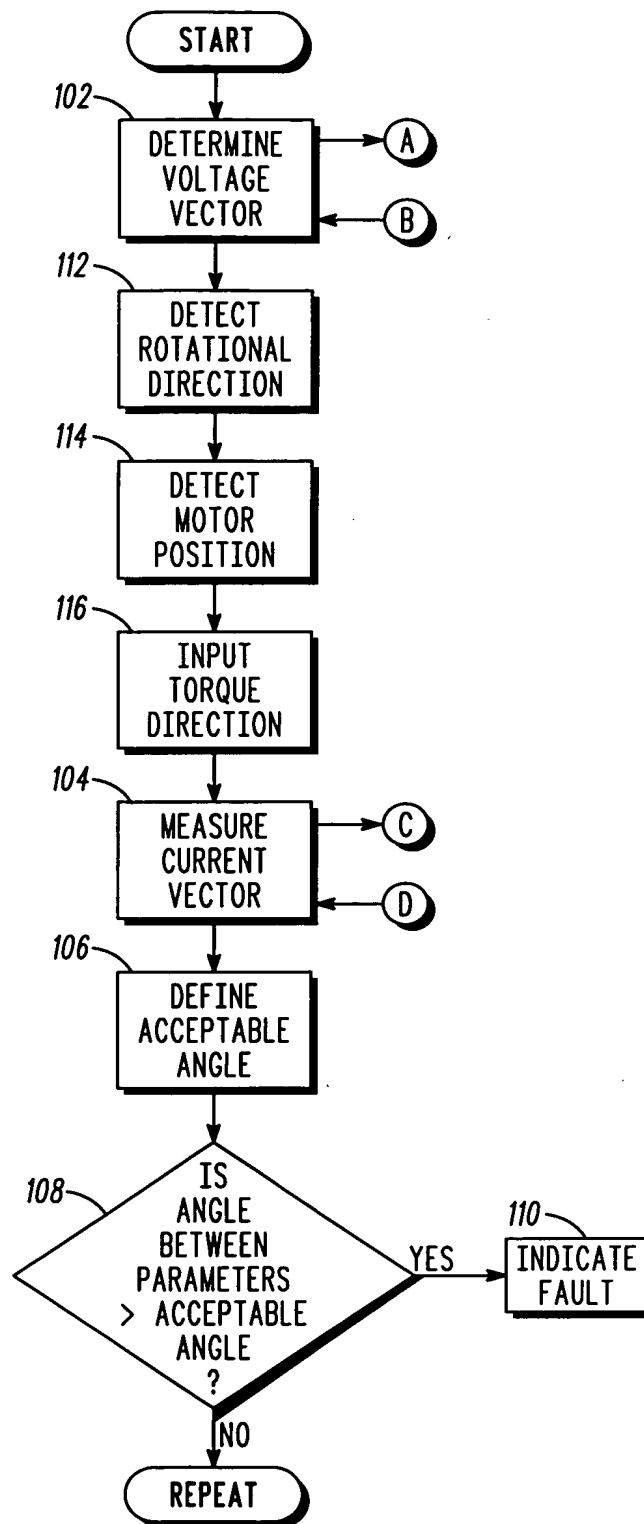 START
102
DETERMINE
VOLTAGE
VECTOR
A
B
112
DETECT
ROTATIONAL
DIRECTION
114
DETECT
MOTOR
POSITION
116
INPUT
TORQUE
DIRECTION
104
MEASURE
CURRENT
VECTOR
C
D
106
DEFINE
ACCEPTABLE
ANGLE
108
IS
ANGLE
BETWEEN
PARAMETERS
> ACCEPTABLE
ANGLE
?
YES
110
INDICATE
FAULT
NO
REPEAT